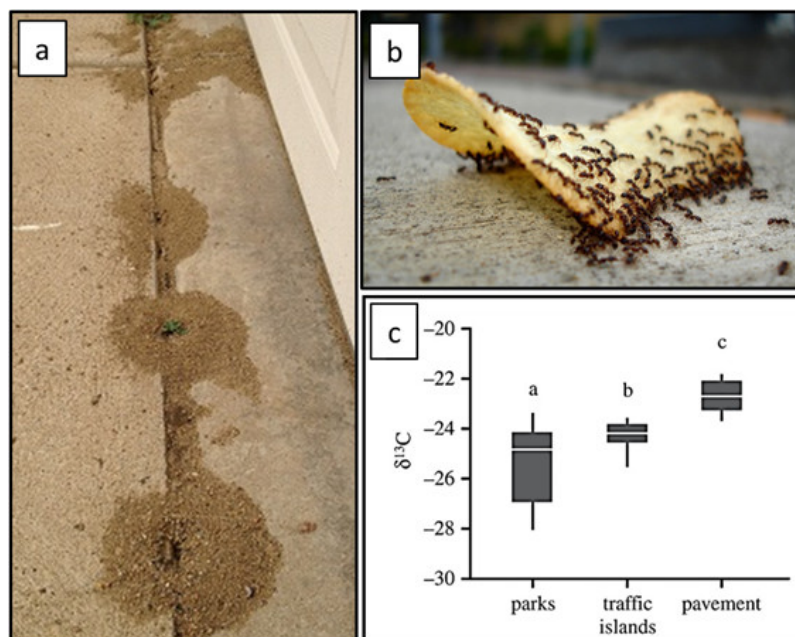 a
b
c
−20
−22
−24
−26
−28
−30
δ¹³C
a
b
c
parks
traffic
islands
pavement